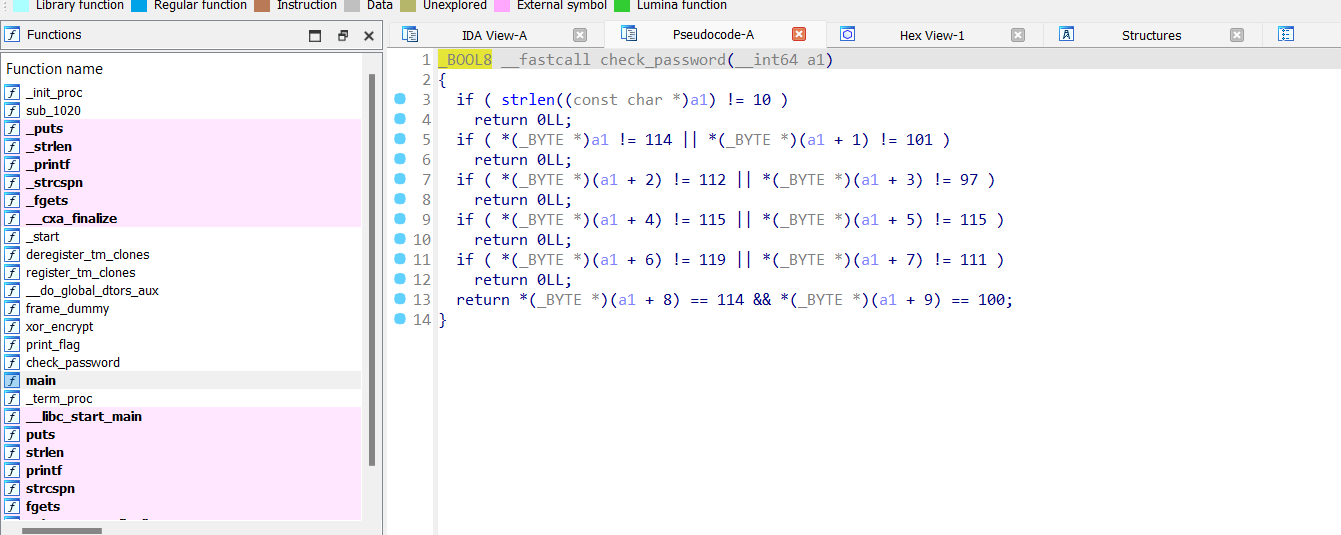 Library function Regular function Instruction Data Unexplored External symbol Lumina function
Functions
IDA View-A
Pseudocode-A
Hex View-1
Structures
Function name
_init_proc
sub_1020
_puts
_strlen
_printf
_strcspn
_fgets
__cxa_finalize
_start
deregister_tm_clones
register_tm_clones
__do_global_dtors_aux
frame_dummy
xor_encrypt
print_flag
check_password
main
_term_proc
__libc_start_main
puts
strlen
printf
strcspn
fgets
1 _BOOL8 __fastcall check_password(__int64 a1)
2 {
3 if ( strlen((const char *)a1) != 10 )
4 return 0LL;
5 if ( *(_BYTE *)a1 != 114 || *(_BYTE *)(a1 + 1) != 101 )
6 return 0LL;
7 if ( *(_BYTE *)(a1 + 2) != 112 || *(_BYTE *)(a1 + 3) != 97 )
8 return 0LL;
9 if ( *(_BYTE *)(a1 + 4) != 115 || *(_BYTE *)(a1 + 5) != 115 )
10 return 0LL;
11 if ( *(_BYTE *)(a1 + 6) != 119 || *(_BYTE *)(a1 + 7) != 111 )
12 return 0LL;
13 return *(_BYTE *)(a1 + 8) == 114 && *(_BYTE *)(a1 + 9) == 100;
14 }